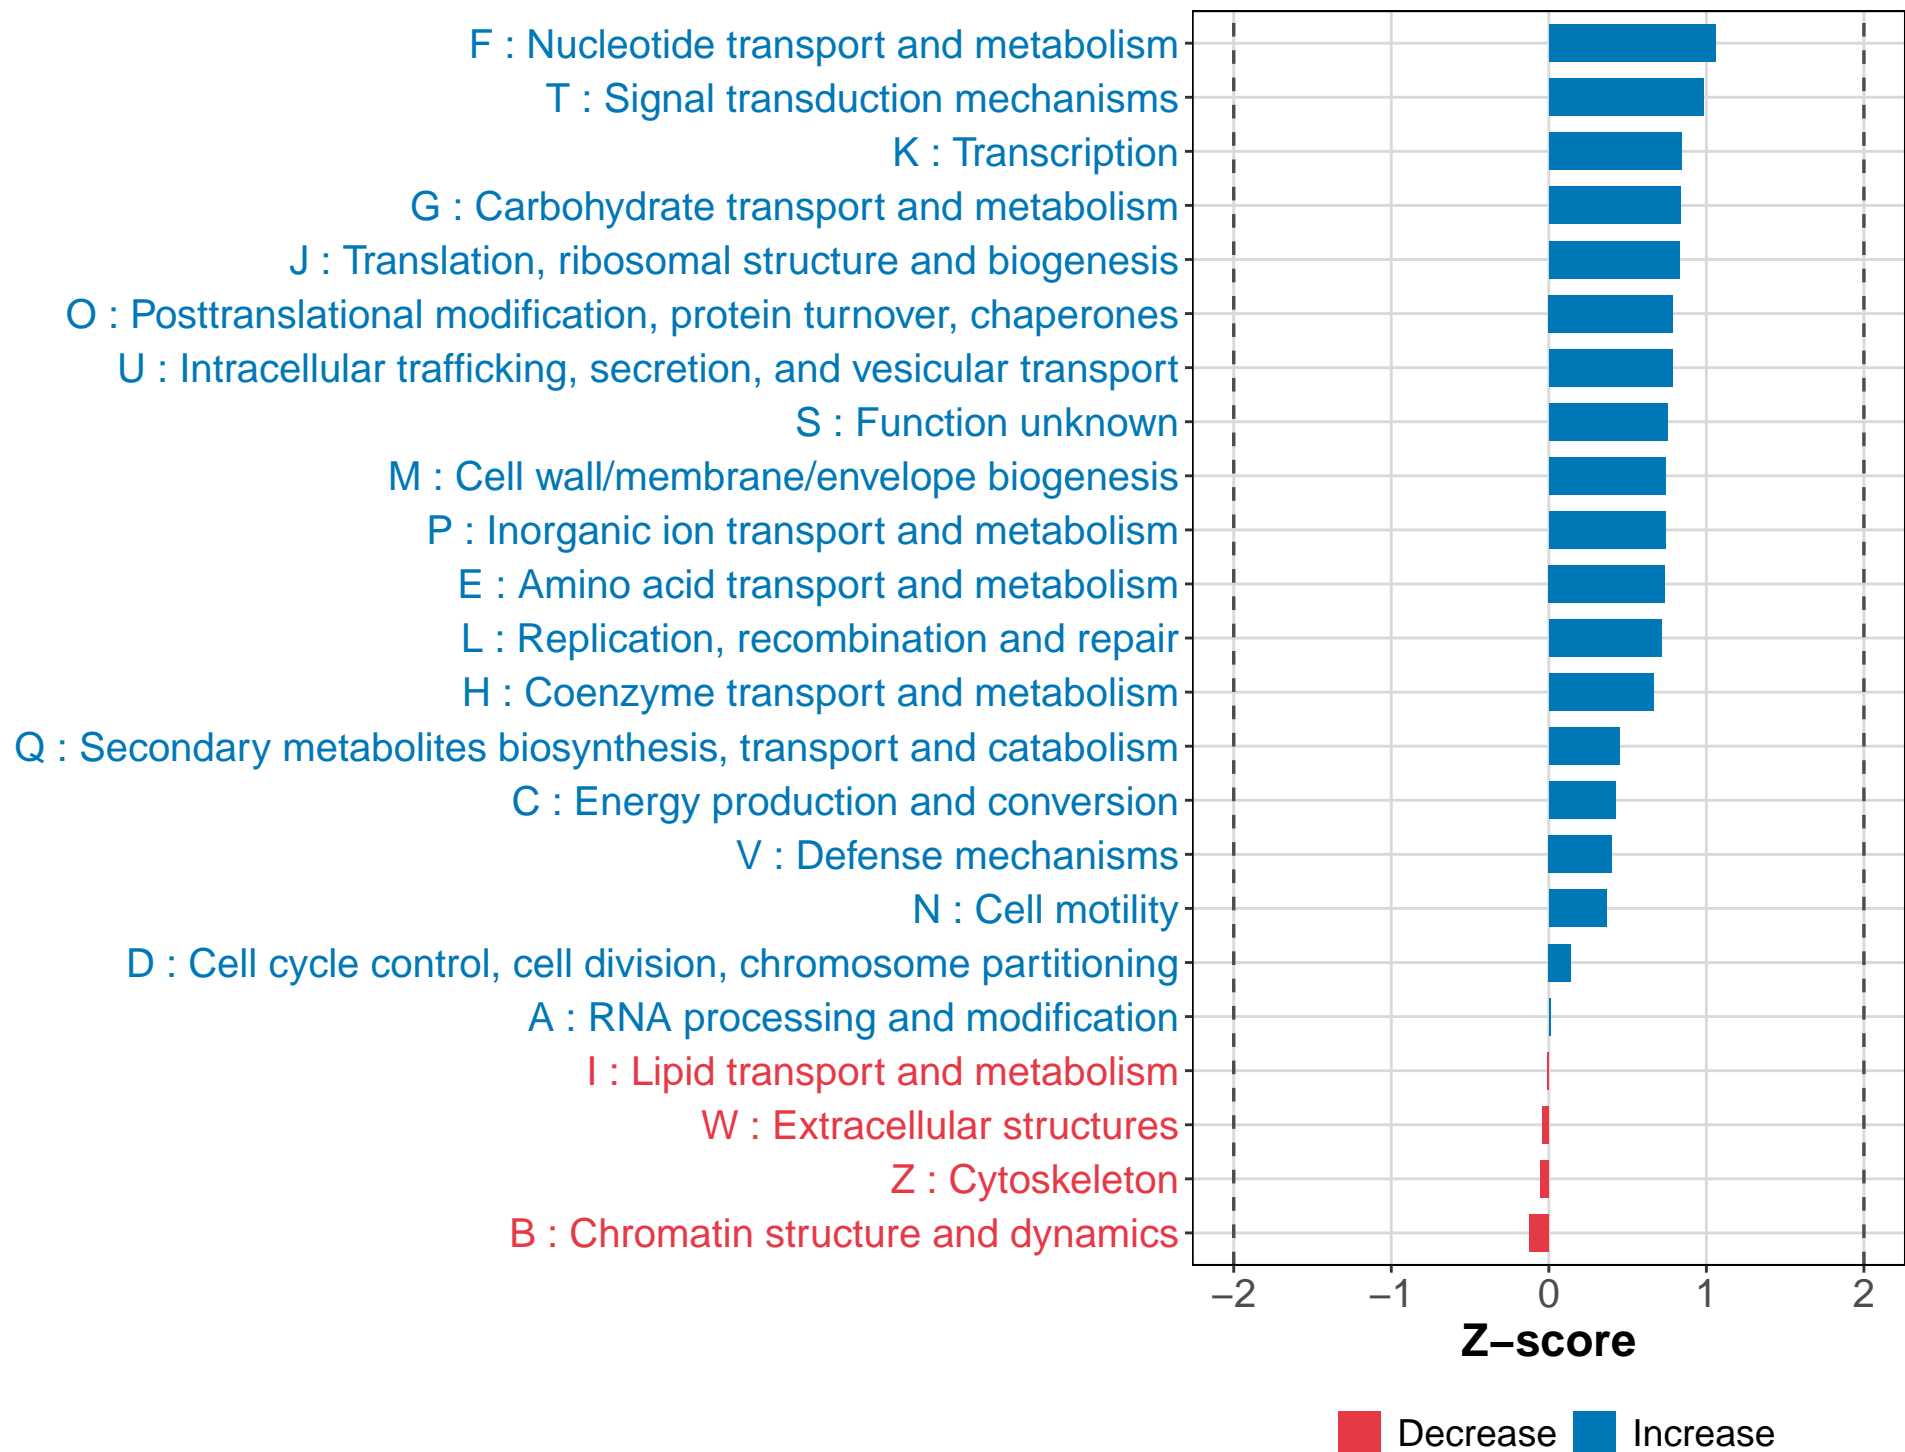 F : Nucleotide transport and metabolism
T : Signal transduction mechanisms
K : Transcription
G : Carbohydrate transport and metabolism
J : Translation, ribosomal structure and biogenesis
O : Posttranslational modification, protein turnover, chaperones
U : Intracellular trafficking, secretion, and vesicular transport
S : Function unknown
M : Cell wall/membrane/envelope biogenesis
P : Inorganic ion transport and metabolism
E : Amino acid transport and metabolism
L : Replication, recombination and repair
H : Coenzyme transport and metabolism
Q : Secondary metabolites biosynthesis, transport and catabolism
C : Energy production and conversion
V : Defense mechanisms
N : Cell motility
D : Cell cycle control, cell division, chromosome partitioning
A : RNA processing and modification
I : Lipid transport and metabolism
W : Extracellular structures
Z : Cytoskeleton
B : Chromatin structure and dynamics
−2 −1 0 1 2
Z−score
Decrease Increase